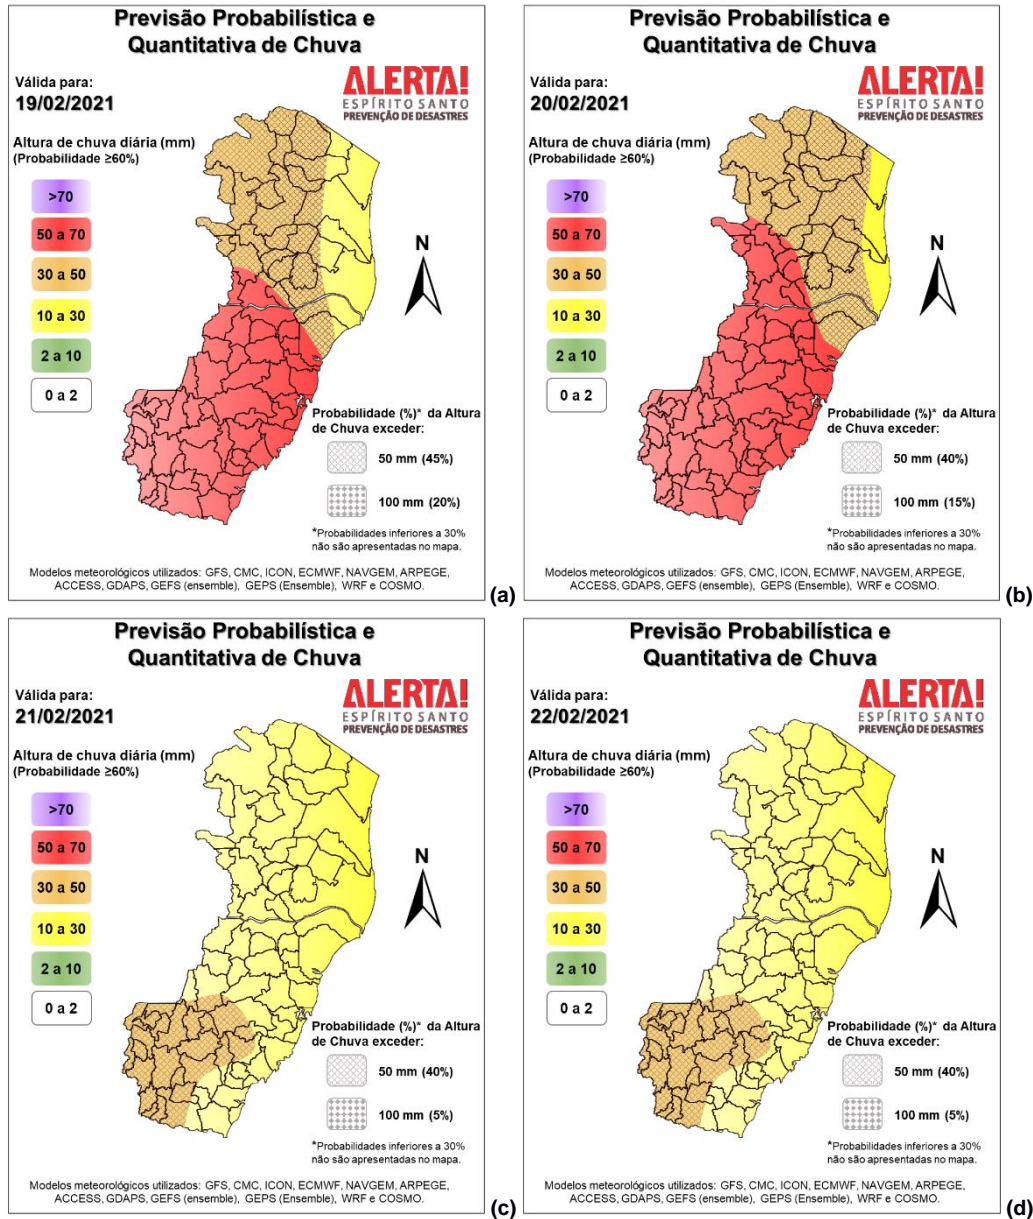 Previsão Probabilística e
Quantitativa de Chuva
Válida para:
19/02/2021
ALERTA!
ESPÍRITO SANTO
PREVENÇÃO DE DESASTRES
Altura de chuva diária (mm)
(Probabilidade ≥60%)
>70
50 a 70
30 a 50
10 a 30
2 a 10
0 a 2
N
Probabilidade (%)* da Altura
de Chuva exceder:
50 mm (45%)
100 mm (20%)
*Probabilidades inferiores a 30%
não são apresentadas no mapa.
Modelos meteorológicos utilizados: GFS, CMC, ICON, ECMWF, NAVGEM, ARPEGE,
ACCESS, GDAPS, GEFS (ensemble), GEPS (Ensemble), WRF e COSMO.
(a)
Previsão Probabilística e
Quantitativa de Chuva
Válida para:
20/02/2021
ALERTA!
ESPÍRITO SANTO
PREVENÇÃO DE DESASTRES
Altura de chuva diária (mm)
(Probabilidade ≥60%)
>70
50 a 70
30 a 50
10 a 30
2 a 10
0 a 2
N
Probabilidade (%)* da Altura
de Chuva exceder:
50 mm (40%)
100 mm (15%)
*Probabilidades inferiores a 30%
não são apresentadas no mapa.
Modelos meteorológicos utilizados: GFS, CMC, ICON, ECMWF, NAVGEM, ARPEGE,
ACCESS, GDAPS, GEFS (ensemble), GEPS (Ensemble), WRF e COSMO.
(b)
Previsão Probabilística e
Quantitativa de Chuva
Válida para:
21/02/2021
ALERTA!
ESPÍRITO SANTO
PREVENÇÃO DE DESASTRES
Altura de chuva diária (mm)
(Probabilidade ≥60%)
>70
50 a 70
30 a 50
10 a 30
2 a 10
0 a 2
N
Probabilidade (%)* da Altura
de Chuva exceder:
50 mm (40%)
100 mm (5%)
*Probabilidades inferiores a 30%
não são apresentadas no mapa.
Modelos meteorológicos utilizados: GFS, CMC, ICON, ECMWF, NAVGEM, ARPEGE,
ACCESS, GDAPS, GEFS (ensemble), GEPS (Ensemble), WRF e COSMO.
(c)
Previsão Probabilística e
Quantitativa de Chuva
Válida para:
22/02/2021
ALERTA!
ESPÍRITO SANTO
PREVENÇÃO DE DESASTRES
Altura de chuva diária (mm)
(Probabilidade ≥60%)
>70
50 a 70
30 a 50
10 a 30
2 a 10
0 a 2
N
Probabilidade (%)* da Altura
de Chuva exceder:
50 mm (40%)
100 mm (5%)
*Probabilidades inferiores a 30%
não são apresentadas no mapa.
Modelos meteorológicos utilizados: GFS, CMC, ICON, ECMWF, NAVGEM, ARPEGE,
ACCESS, GDAPS, GEFS (ensemble), GEPS (Ensemble), WRF e COSMO.
(d)